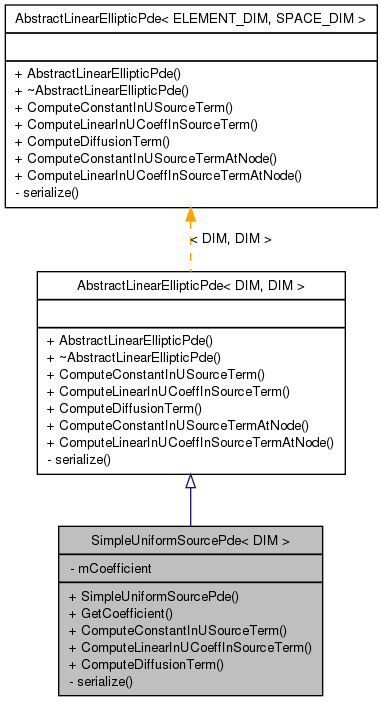 AbstractLinearEllipticPde< ELEMENT_DIM, SPACE_DIM >
+ AbstractLinearEllipticPde()
+ ~AbstractLinearEllipticPde()
+ ComputeConstantInUSourceTerm()
+ ComputeLinearInUCoeffInSourceTerm()
+ ComputeDiffusionTerm()
+ ComputeConstantInUSourceTermAtNode()
+ ComputeLinearInUCoeffInSourceTermAtNode()
- serialize()
< DIM, DIM >
AbstractLinearEllipticPde< DIM, DIM >
+ AbstractLinearEllipticPde()
+ ~AbstractLinearEllipticPde()
+ ComputeConstantInUSourceTerm()
+ ComputeLinearInUCoeffInSourceTerm()
+ ComputeDiffusionTerm()
+ ComputeConstantInUSourceTermAtNode()
+ ComputeLinearInUCoeffInSourceTermAtNode()
- serialize()
SimpleUniformSourcePde< DIM >
- mCoefficient
+ SimpleUniformSourcePde()
+ GetCoefficient()
+ ComputeConstantInUSourceTerm()
+ ComputeLinearInUCoeffInSourceTerm()
+ ComputeDiffusionTerm()
- serialize()